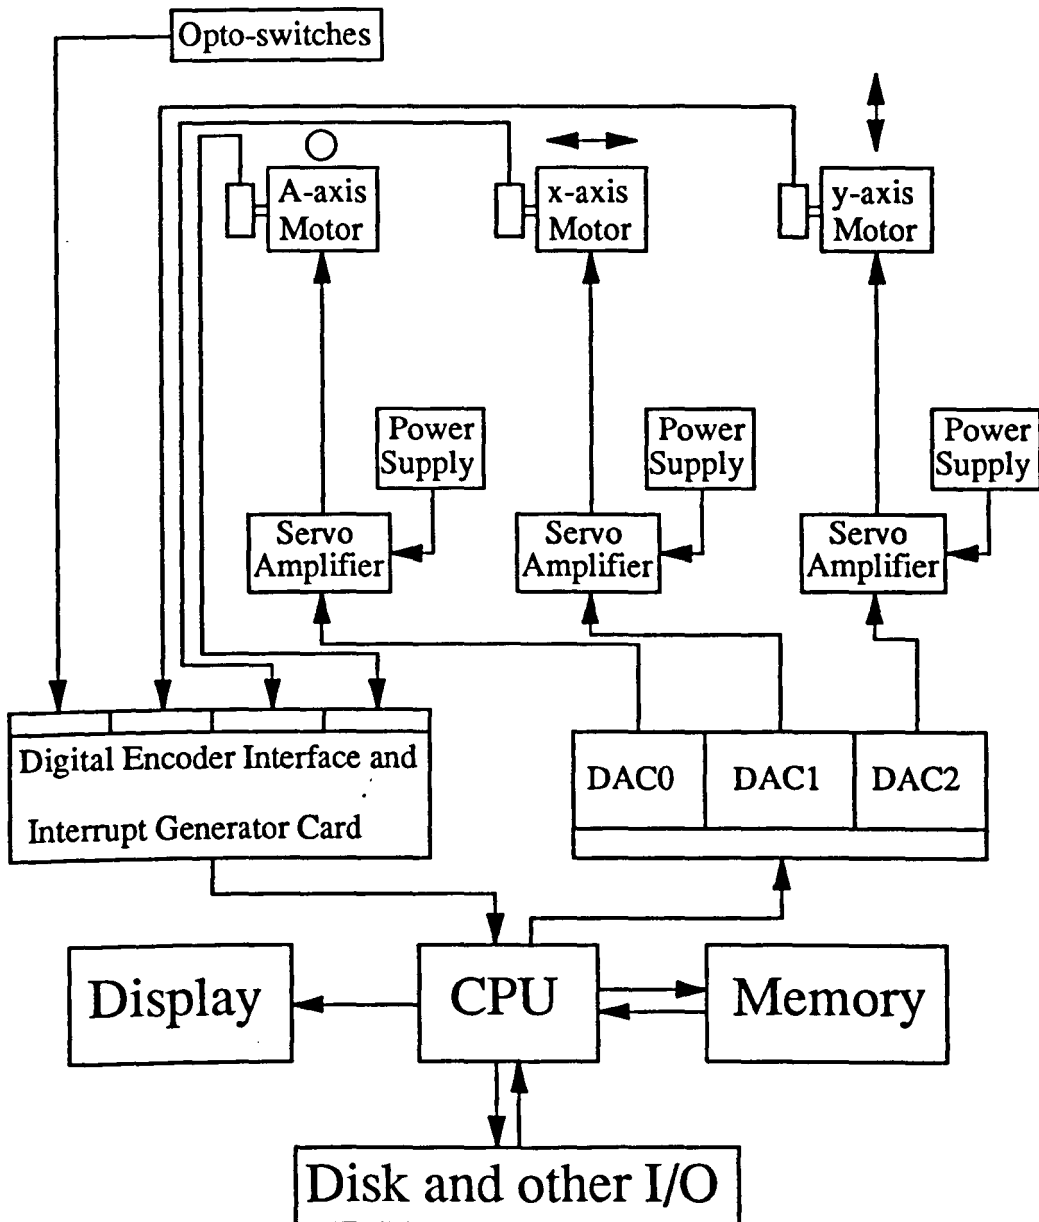 Opto-switches
A-axis
Motor
x-axis
Motor
y-axis
Motor
Power
Supply
Power
Supply
Power
Supply
Servo
Amplifier
Servo
Amplifier
Servo
Amplifier
Digital Encoder Interface and
Interrupt Generator Card
DAC0
DAC1
DAC2
Display
CPU
Memory
Disk and other I/O